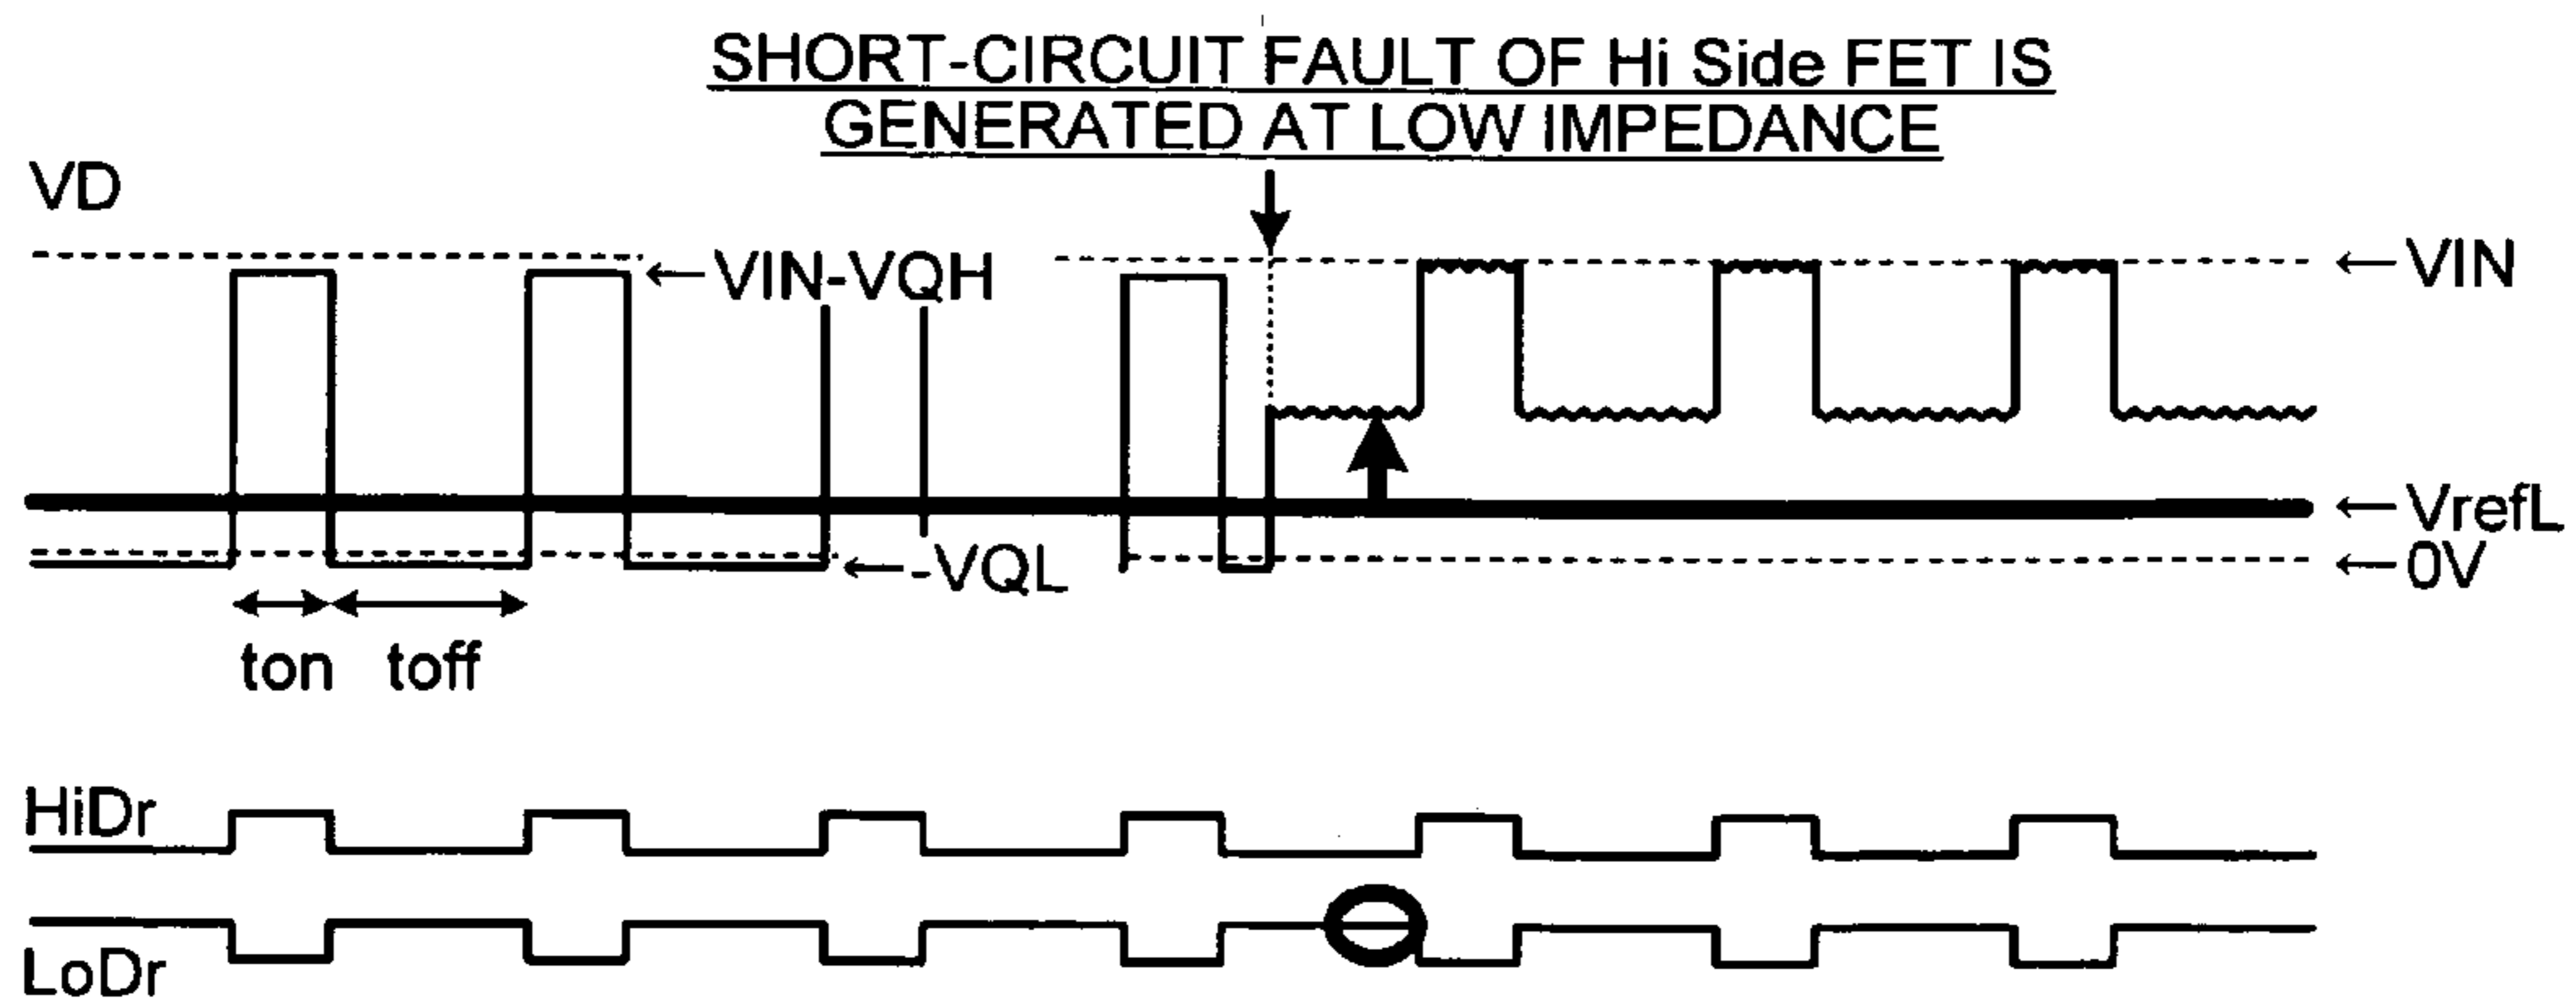 SHORT-CIRCUIT FAULT OF Hi Side FET IS
GENERATED AT LOW IMPEDANCE
VD
←VIN-VQH
←VIN
←VrefL
←-VQL
←0V
ton toff
HiDr
LoDr